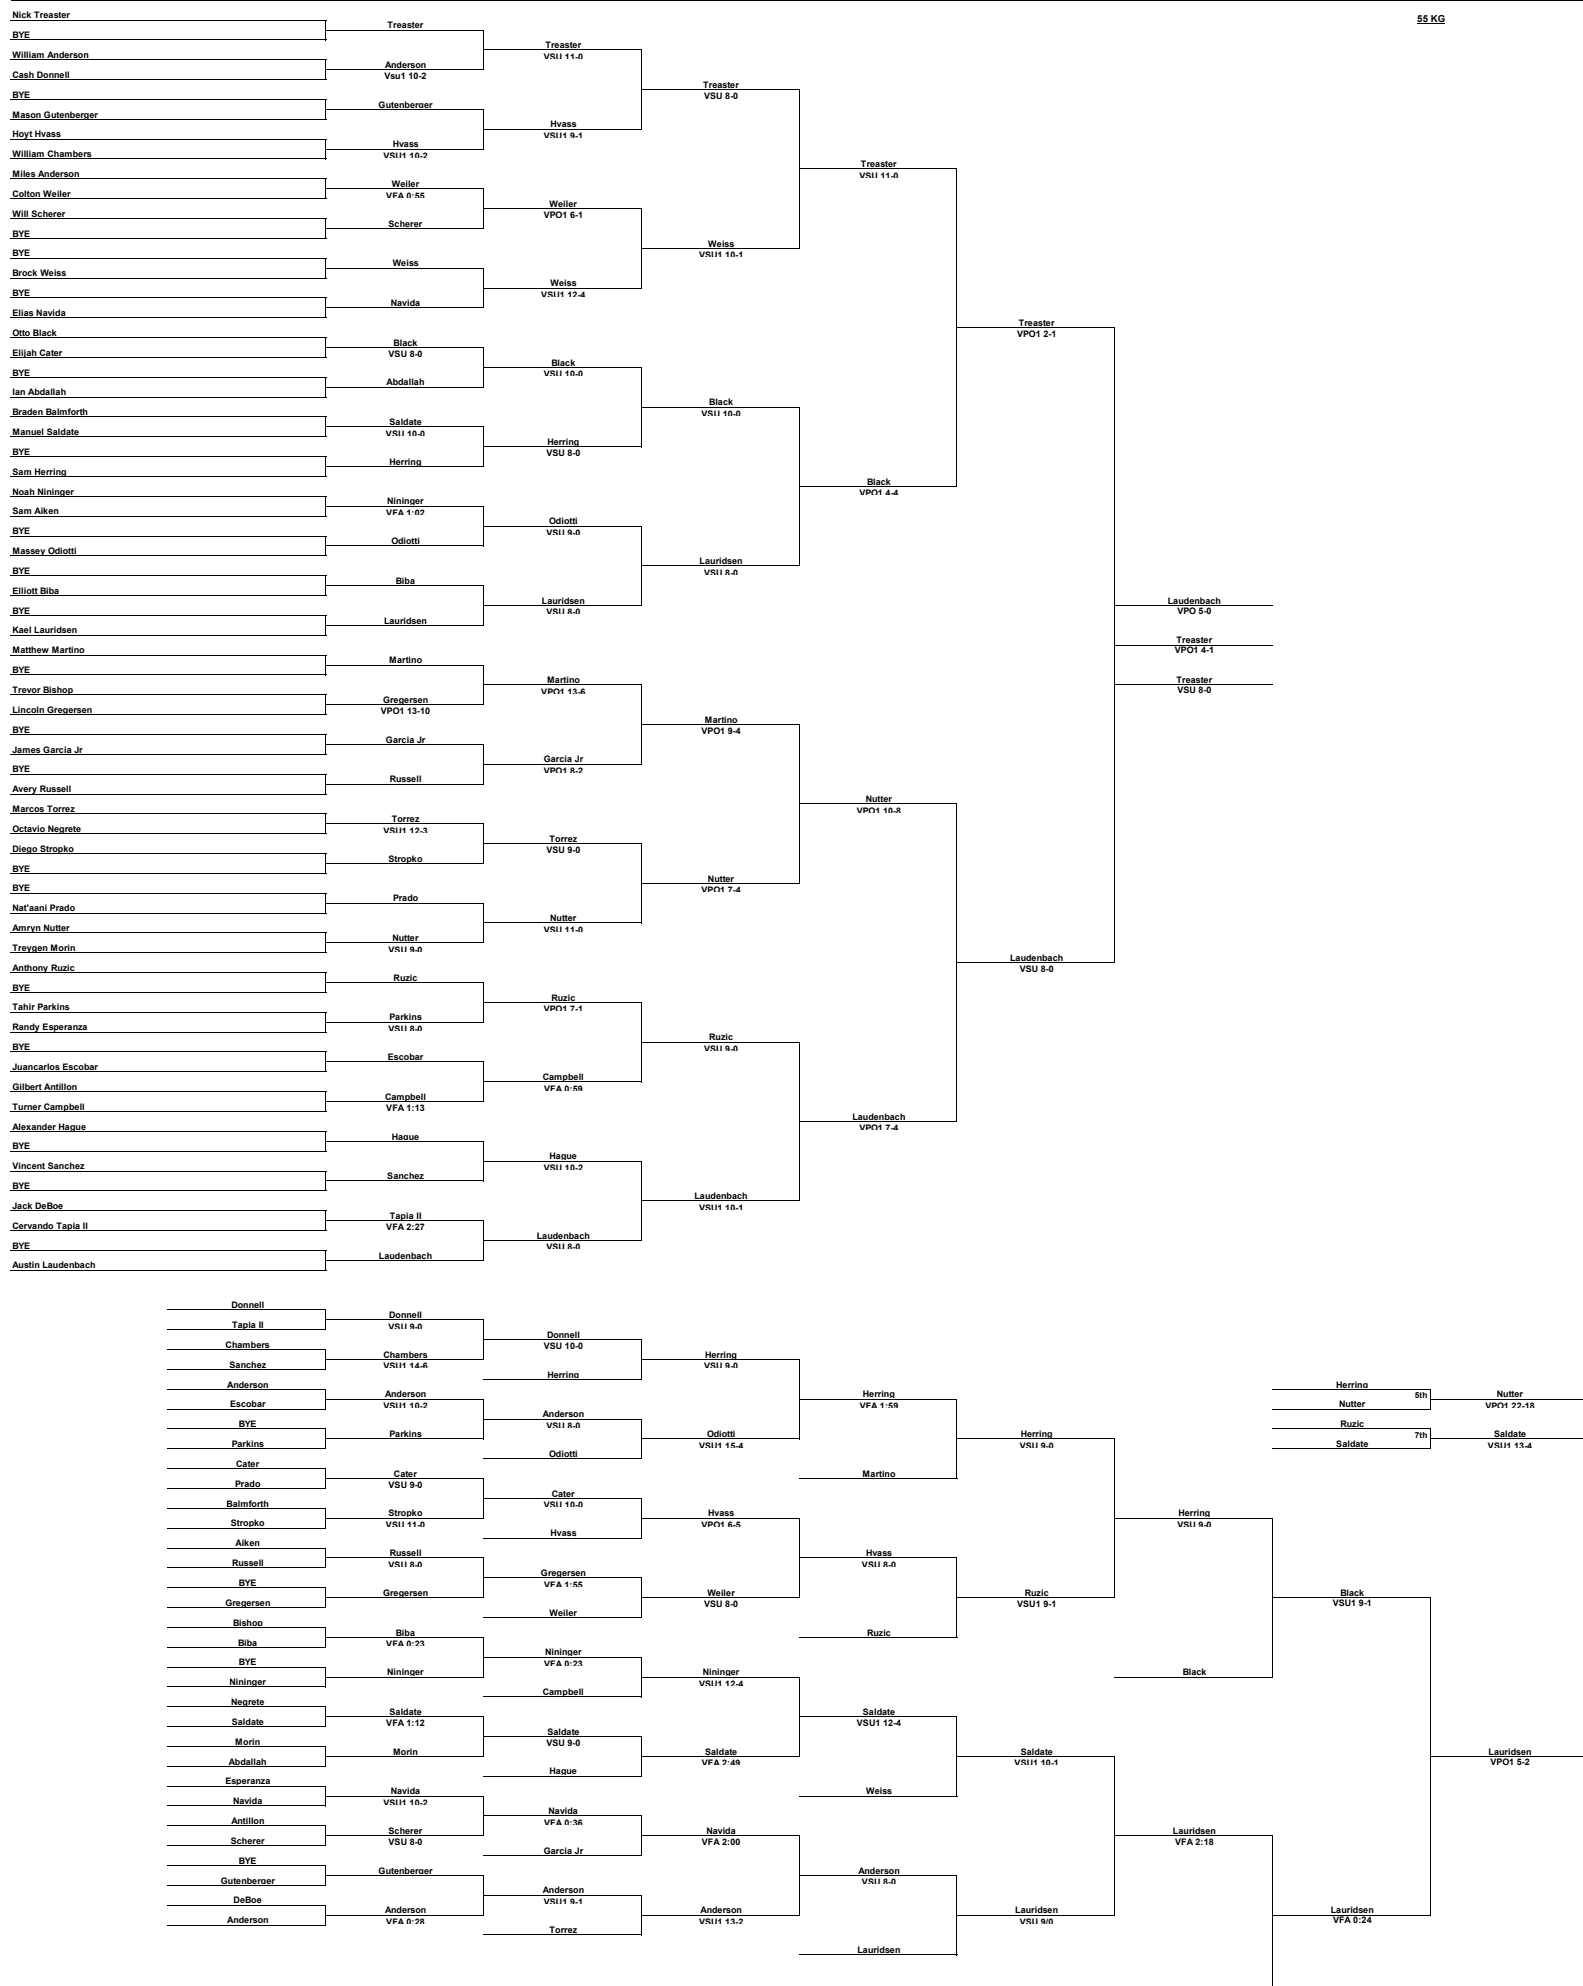 55 KG
Nick Treaster
BYE
William Anderson
Cash Donnell
BYE
Mason Gutenberger
Hoyt Hvass
William Chambers
Miles Anderson
Colton Weiler
Will Scherer
BYE
BYE
Brock Weiss
BYE
Elias Navida
Otto Black
Elijah Cater
BYE
Ian Abdallah
Braden Balmforth
Manuel Saldate
BYE
Sam Herring
Noah Nininger
Sam Aiken
BYE
Massey Odiotti
BYE
Elliott Biba
BYE
Kael Lauridsen
Matthew Martino
BYE
Trevor Bishop
Lincoln Gregersen
BYE
James Garcia Jr
BYE
Avery Russell
Marcos Torrez
Octavio Negrete
Diego Stropko
BYE
BYE
Nat'aani Prado
Amryn Nutter
Treygen Morin
Anthony Ruzic
BYE
Tahir Parkins
Randy Esperanza
BYE
Juancarlos Escobar
Gilbert Antillon
Turner Campbell
Alexander Hague
BYE
Vincent Sanchez
BYE
Jack DeBoe
Cervando Tapia II
BYE
Austin Laudenbach
Treaster
Anderson
Vsu1 10-2
Gutenberger
Hvass
VSU1 10-2
Weiler
VFA 0:55
Scherer
Weiss
Navida
Black
VSU 8-0
Abdallah
Saldate
VSU 10-0
Herring
Nininger
VFA 1:02
Odiotti
Biba
Lauridsen
Martino
Gregersen
VPO1 13-10
Garcia Jr
Russell
Torrez
VSU1 12-3
Stropko
Prado
Nutter
VSU 9-0
Ruzic
Parkins
VSU 8-0
Escobar
Campbell
VFA 1:13
Hague
Sanchez
Tapia II
VFA 2:27
Laudenbach
Treaster
VSU 11-0
Hvass
VSU1 9-1
Weiler
VPO1 6-1
Weiss
VSU1 12-4
Black
VSU 10-0
Herring
VSU 8-0
Odiotti
VSU 9-0
Lauridsen
VSU 8-0
Martino
VPO1 13-6
Garcia Jr
VPO1 8-2
Torrez
VSU 9-0
Nutter
VSU 11-0
Ruzic
VPO1 7-1
Campbell
VFA 0:59
Hague
VSU 10-2
Laudenbach
VSU 8-0
Treaster
VSU 8-0
Weiss
VSU1 10-1
Black
VSU 10-0
Lauridsen
VSU 8-0
Martino
VPO1 9-4
Nutter
VPO1 7-4
Ruzic
VSU 9-0
Laudenbach
VSU1 10-1
Treaster
VSU 11-0
Black
VPO1 4-4
Nutter
VPO1 10-8
Laudenbach
VPO1 7-4
Treaster
VPO1 2-1
Laudenbach
VSU 8-0
Laudenbach
VPO 5-0
Treaster
VPO1 4-1
Treaster
VSU 8-0
Donnell
Tapia II
Chambers
Sanchez
Anderson
Escobar
BYE
Parkins
Cater
Prado
Balmforth
Stropko
Aiken
Russell
BYE
Gregersen
Bishop
Biba
BYE
Nininger
Negrete
Saldate
Morin
Abdallah
Esperanza
Navida
Antillon
Scherer
BYE
Gutenberger
DeBoe
Anderson
Donnell
VSU 9-0
Chambers
VSU1 14-6
Anderson
VSU1 10-2
Parkins
Cater
VSU 9-0
Stropko
VSU 11-0
Russell
VSU 8-0
Gregersen
Biba
VFA 0:23
Nininger
Saldate
VFA 1:12
Morin
Navida
VSU1 10-2
Scherer
VSU 8-0
Gutenberger
Anderson
VFA 0:28
Donnell
VSU 10-0
Herring
Anderson
VSU 8-0
Odiotti
Cater
VSU 10-0
Hvass
Gregersen
VFA 1:55
Weiler
Nininger
VFA 0:23
Campbell
Saldate
VSU 9-0
Hague
Navida
VFA 0:36
Garcia Jr
Anderson
VSU1 9-1
Torrez
Herring
VSU 9-0
Odiotti
VSU1 15-4
Hvass
VPO1 6-5
Weiler
VSU 8-0
Nininger
VSU1 12-4
Saldate
VFA 2:49
Navida
VFA 2:00
Anderson
VSU1 13-2
Herring
VFA 1:59
Martino
Hvass
VSU 8-0
Ruzic
Saldate
VSU1 12-4
Weiss
Anderson
VSU 8-0
Lauridsen
Herring
VSU 9-0
Ruzic
VSU1 9-1
Saldate
VSU1 10-1
Lauridsen
VSU 9/0
Herring
VSU 9-0
Black
Lauridsen
VFA 2:18
Black
VSU1 9-1
Lauridsen
VFA 0:24
Lauridsen
VPO1 5-2
Herring
5th
Nutter
Nutter
VPO1 22-18
Ruzic
7th
Saldate
Saldate
VSU1 13-4